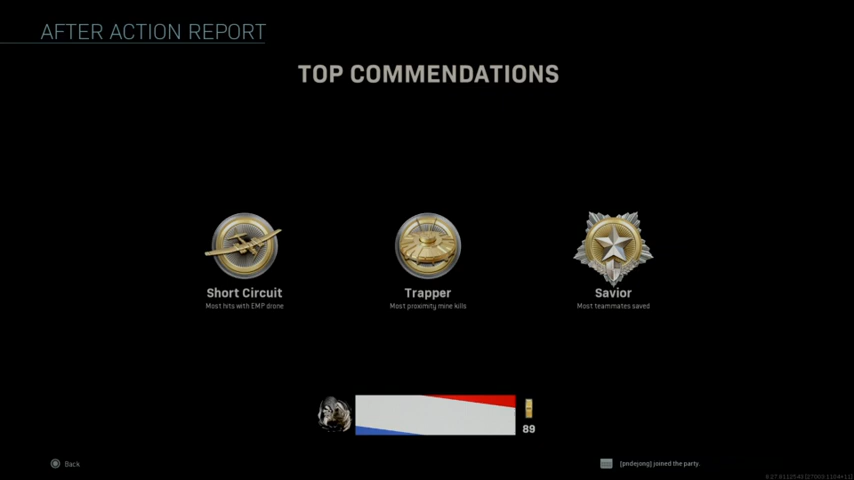 AFTER ACTION REPORT
TOP COMMENDATIONS
Short Circuit
Most hits with EMP drone
Trapper
Most proximity mine kills
Savior
Most teammates saved
89
Back
[pndejong] joined the party.